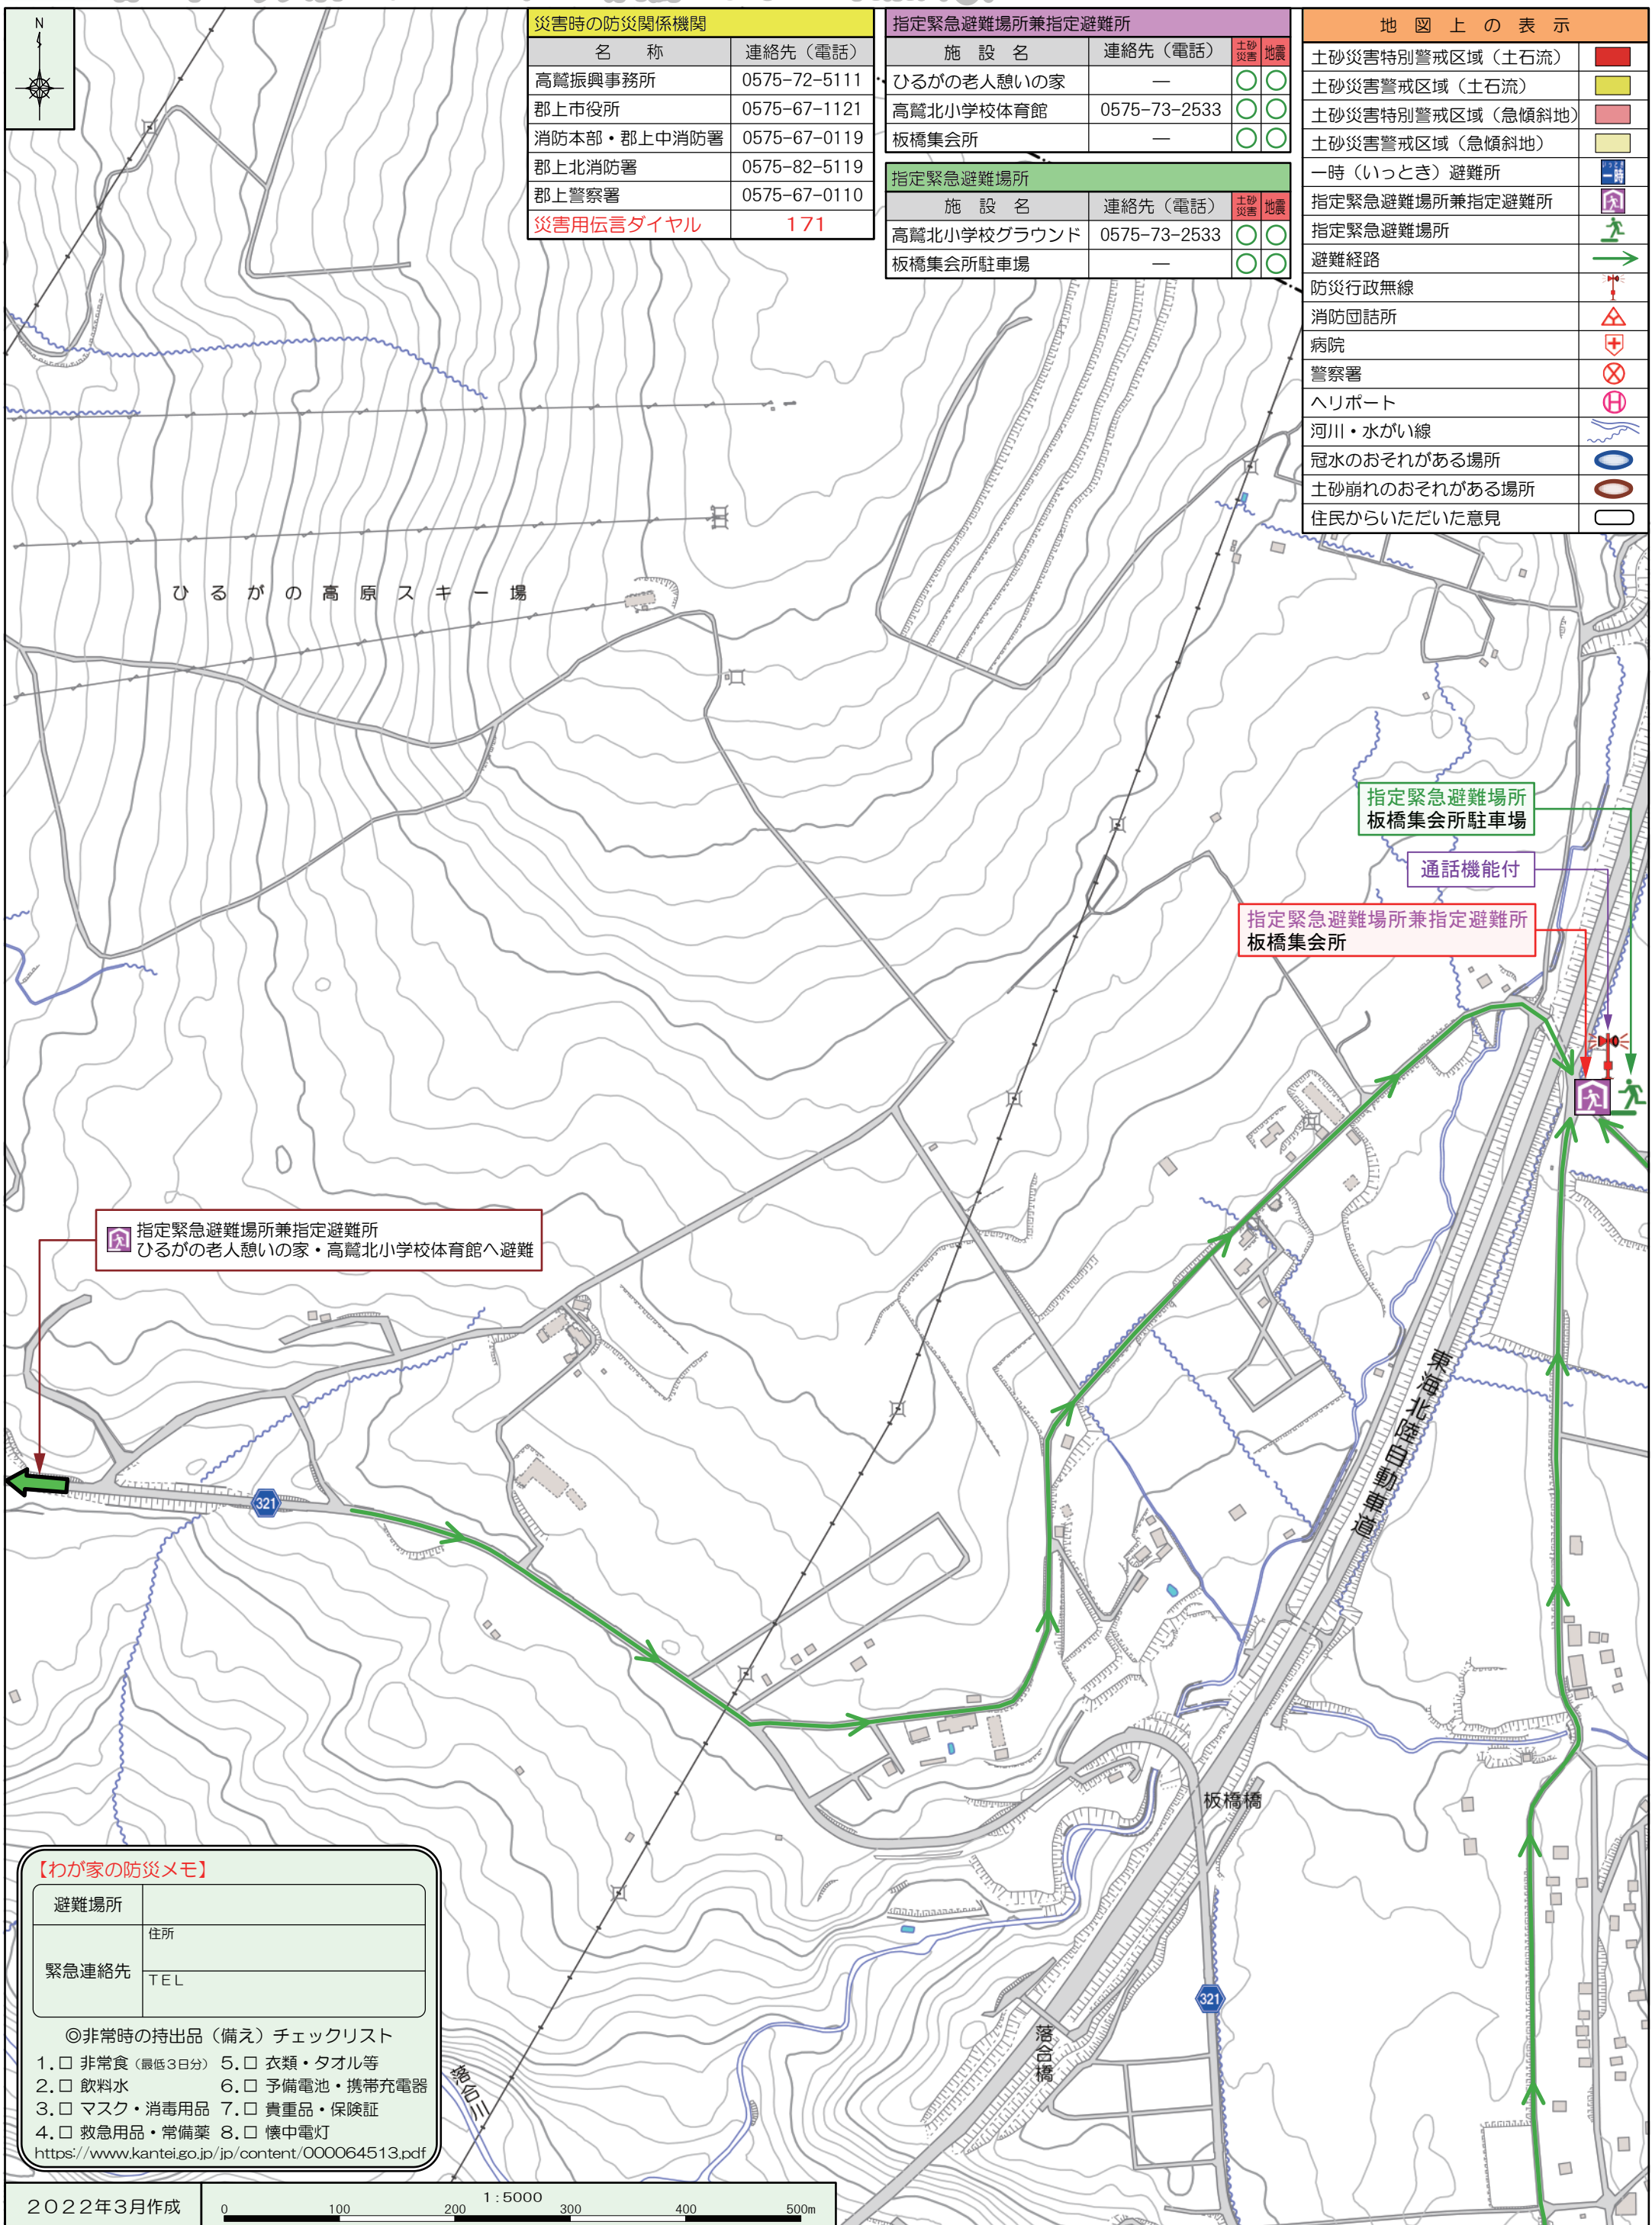 N
災害時の防災関係機関
名　称　連絡先（電話）
高鷲振興事務所　0575-72-5111
郡上市役所　0575-67-1121
消防本部・郡上中消防署　0575-67-0119
郡上北消防署　0575-82-5119
郡上警察署　0575-67-0110
災害用伝言ダイヤル　171
指定緊急避難場所兼指定避難所
施　設　名　連絡先（電話）　土砂災害　地震
ひるがの老人憩いの家　―　○　○
高鷲北小学校体育館　0575-73-2533　○　○
板橋集会所　―　○　○
指定緊急避難場所
施　設　名　連絡先（電話）　土砂災害　地震
高鷲北小学校グラウンド　0575-73-2533　○　○
板橋集会所駐車場　―　○　○
地　図　上　の　表　示
土砂災害特別警戒区域（土石流）
土砂災害警戒区域（土石流）
土砂災害特別警戒区域（急傾斜地）
土砂災害警戒区域（急傾斜地）
一時（いっとき）避難所　いっとき　一時
指定緊急避難場所兼指定避難所
指定緊急避難場所
避難経路
防災行政無線
消防団詰所
病院
警察署
ヘリポート　H
河川・水がい線
冠水のおそれがある場所
土砂崩れのおそれがある場所
住民からいただいた意見
ひるがの高原スキー場
指定緊急避難場所
板橋集会所駐車場
通話機能付
指定緊急避難場所兼指定避難所
板橋集会所
指定緊急避難場所兼指定避難所
ひるがの老人憩いの家・高鷲北小学校体育館へ避難
東海北陸自動車道
321
板橋橋
321
落合橋
【わが家の防災メモ】
避難場所
緊急連絡先
住所
TEL
◎非常時の持出品（備え）チェックリスト
1.□ 非常食（最低3日分）　5.□ 衣類・タオル等
2.□ 飲料水　6.□ 予備電池・携帯充電器
3.□ マスク・消毒用品　7.□ 貴重品・保険証
4.□ 救急用品・常備薬　8.□ 懐中電灯
https://www.kantei.go.jp/jp/content/000064513.pdf
2022年3月作成
1:5000
0　100　200　300　400　500m